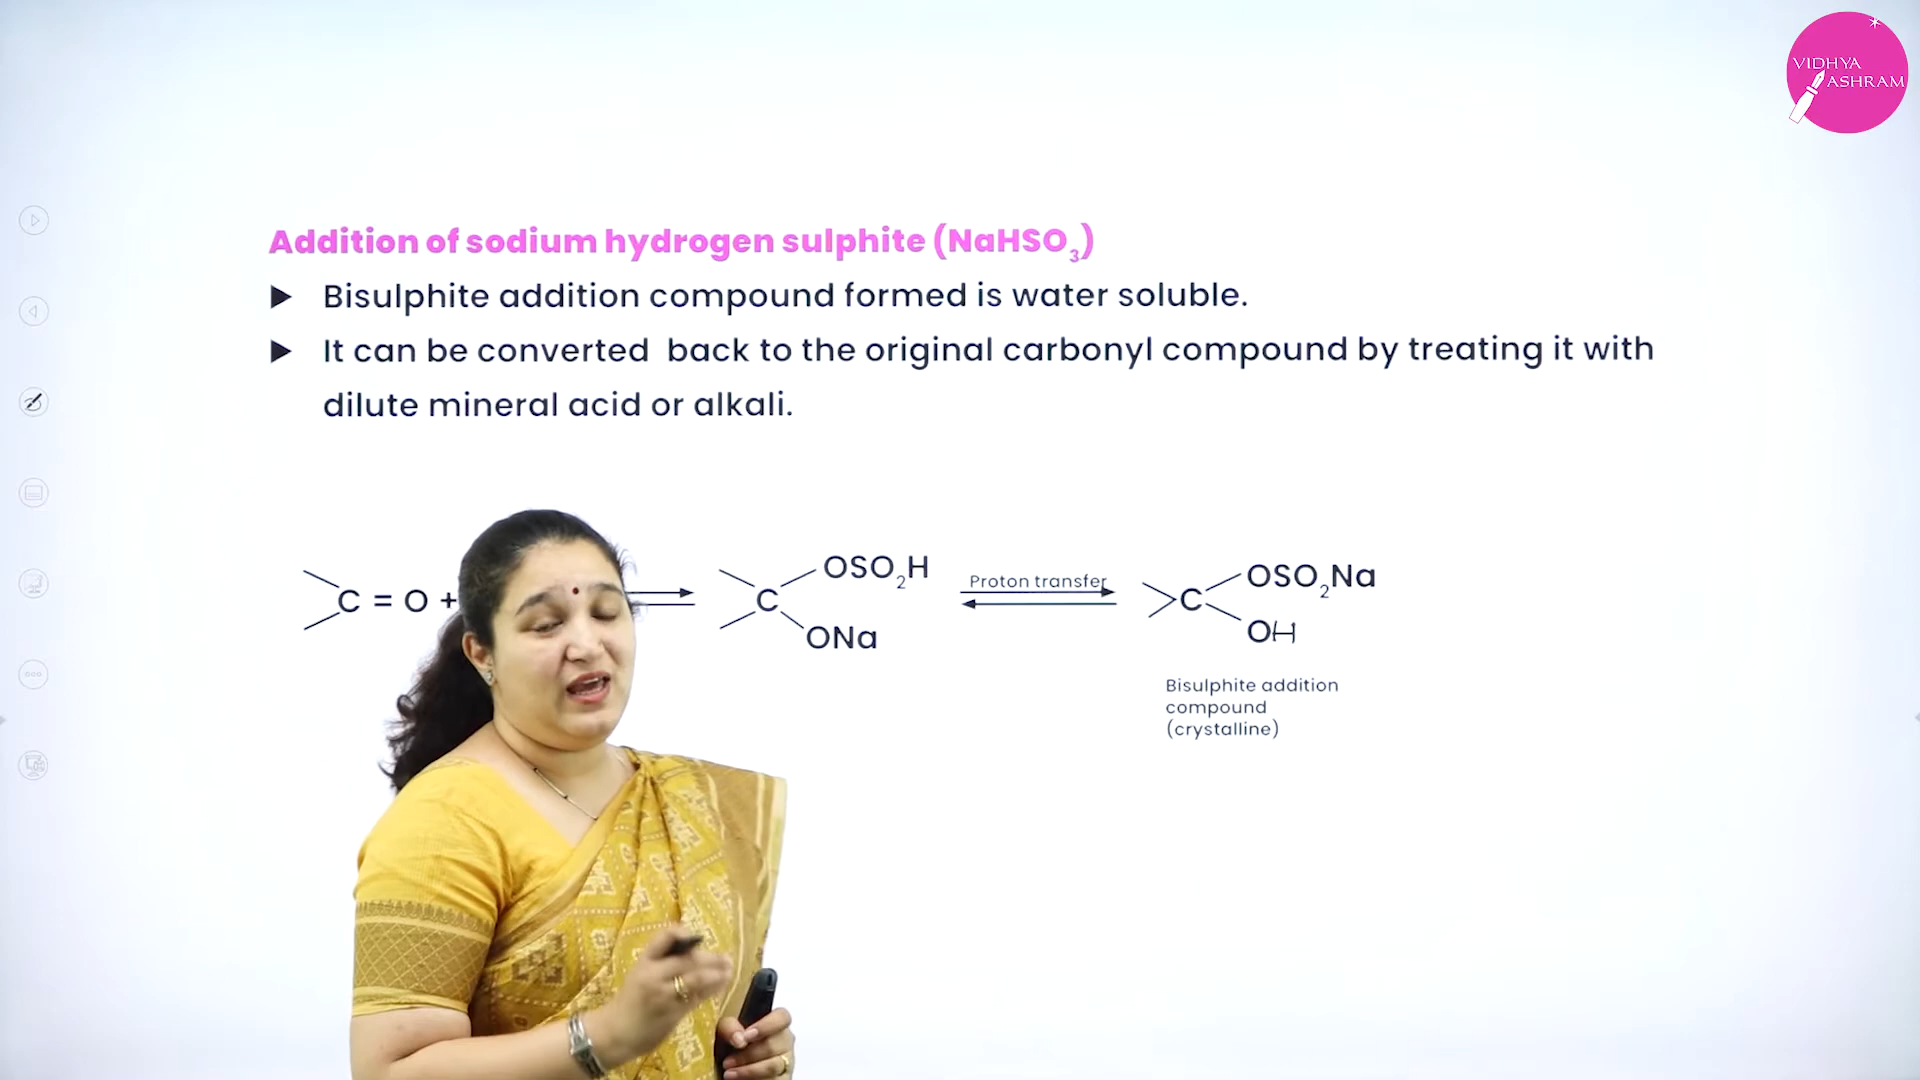 VIDHYA
ASHRAM
Addition of sodium hydrogen sulphite (NaHSO₃)
▶ Bisulphite addition compound formed is water soluble.
▶ It can be converted back to the original carbonyl compound by treating it with
dilute mineral acid or alkali.
C = O +
C
OSO₂H
ONa
Proton transfer
C
OSO₂Na
OH
Bisulphite addition
compound
(crystalline)